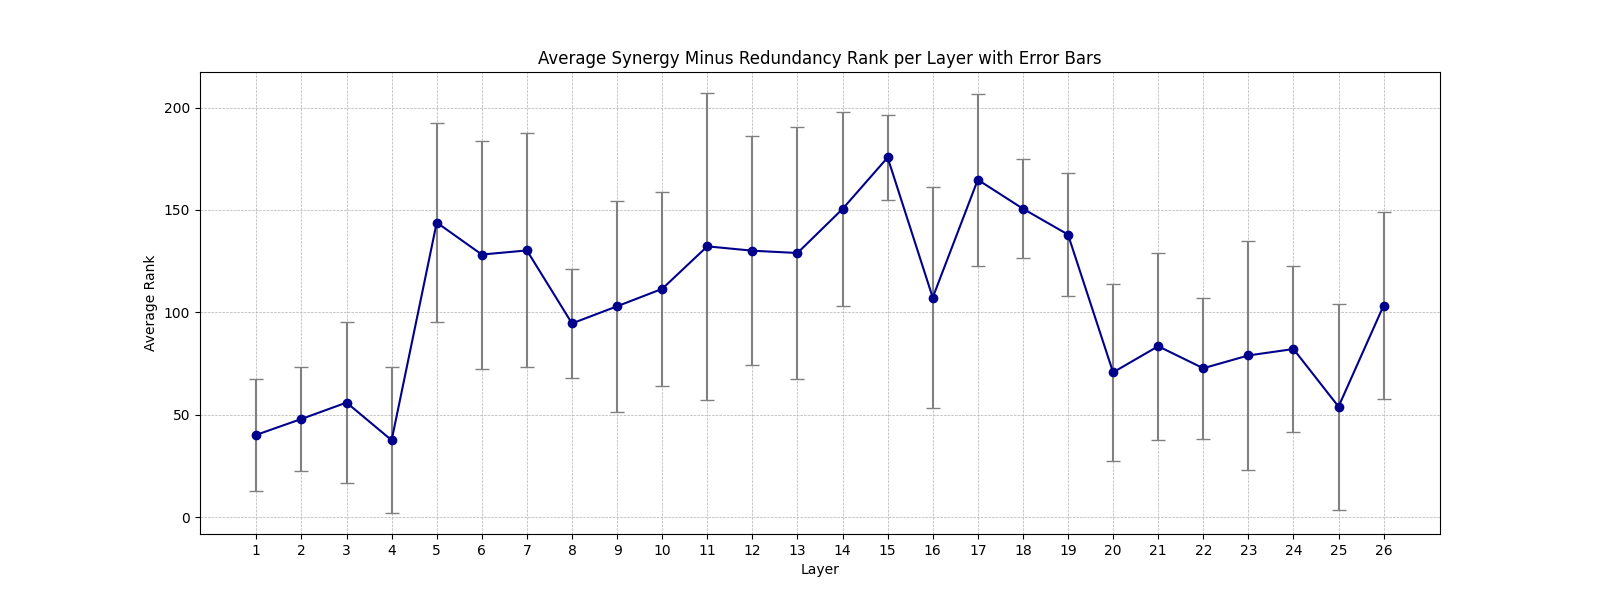 Average Synergy Minus Redundancy Rank per Layer with Error Bars
200
150
100
50
0
Average Rank
1 2 3 4 5 6 7 8 9 10 11 12 13 14 15 16 17 18 19 20 21 22 23 24 25 26
Layer